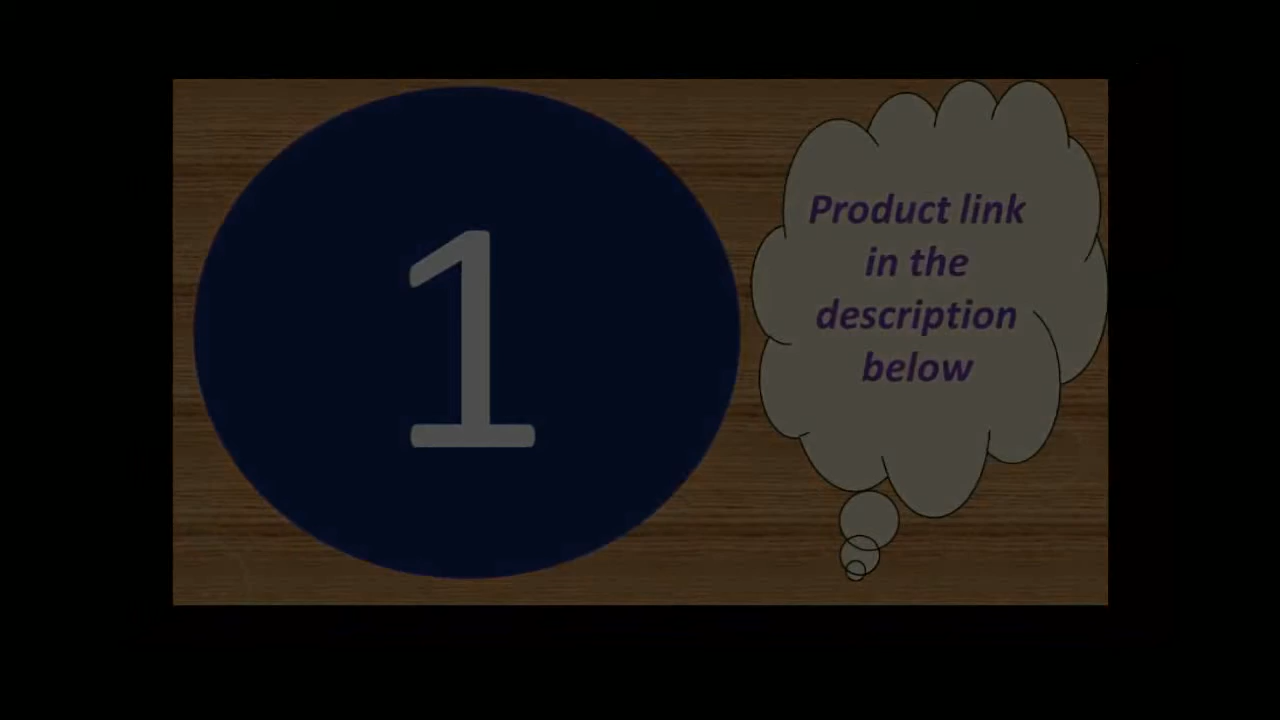 1
Product link
in the
description
below